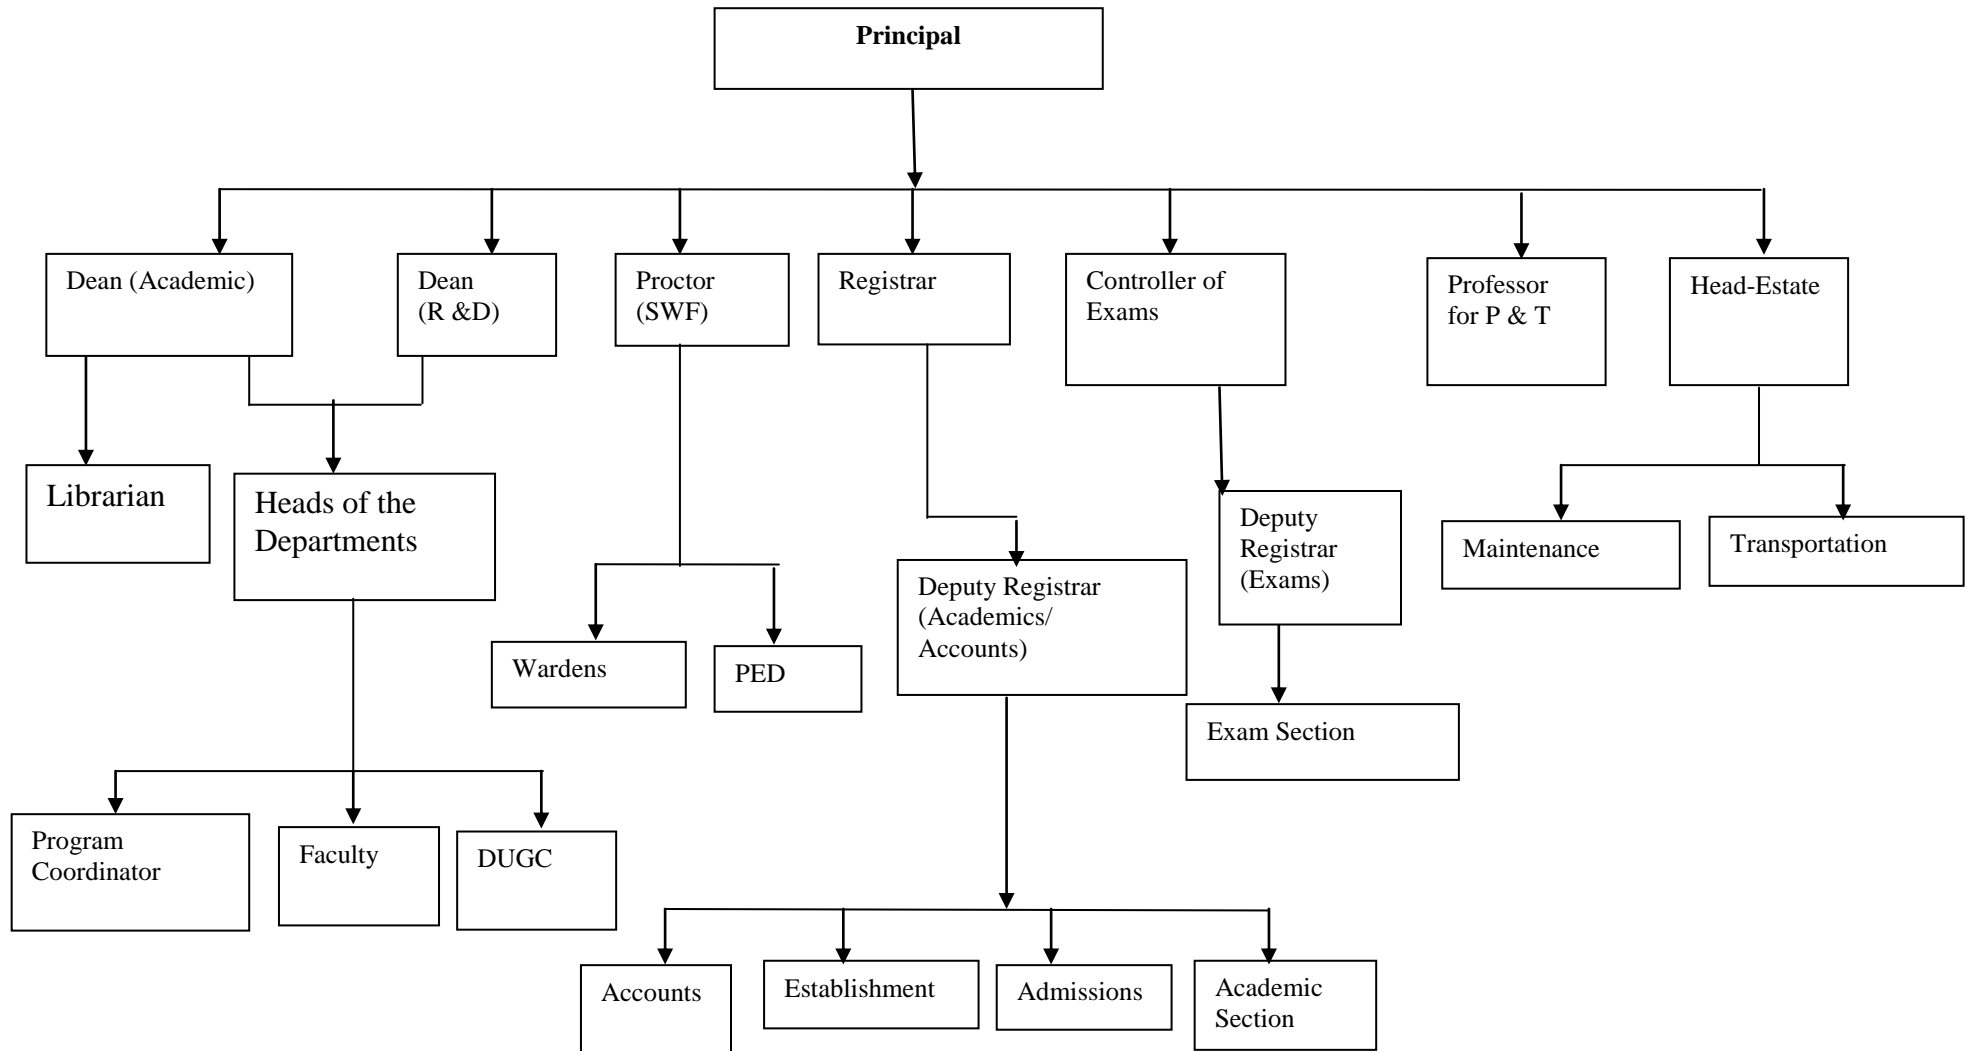 Principal
Dean (Academic)
Dean
(R &D)
Proctor
(SWF)
Registrar
Controller of
Exams
Professor
for P & T
Head-Estate
Librarian
Heads of the
Departments
Deputy
Registrar
(Exams)
Maintenance
Transportation
Deputy Registrar
(Academics/
Accounts)
Wardens
PED
Exam Section
Program
Coordinator
Faculty
DUGC
Accounts
Establishment
Admissions
Academic
Section